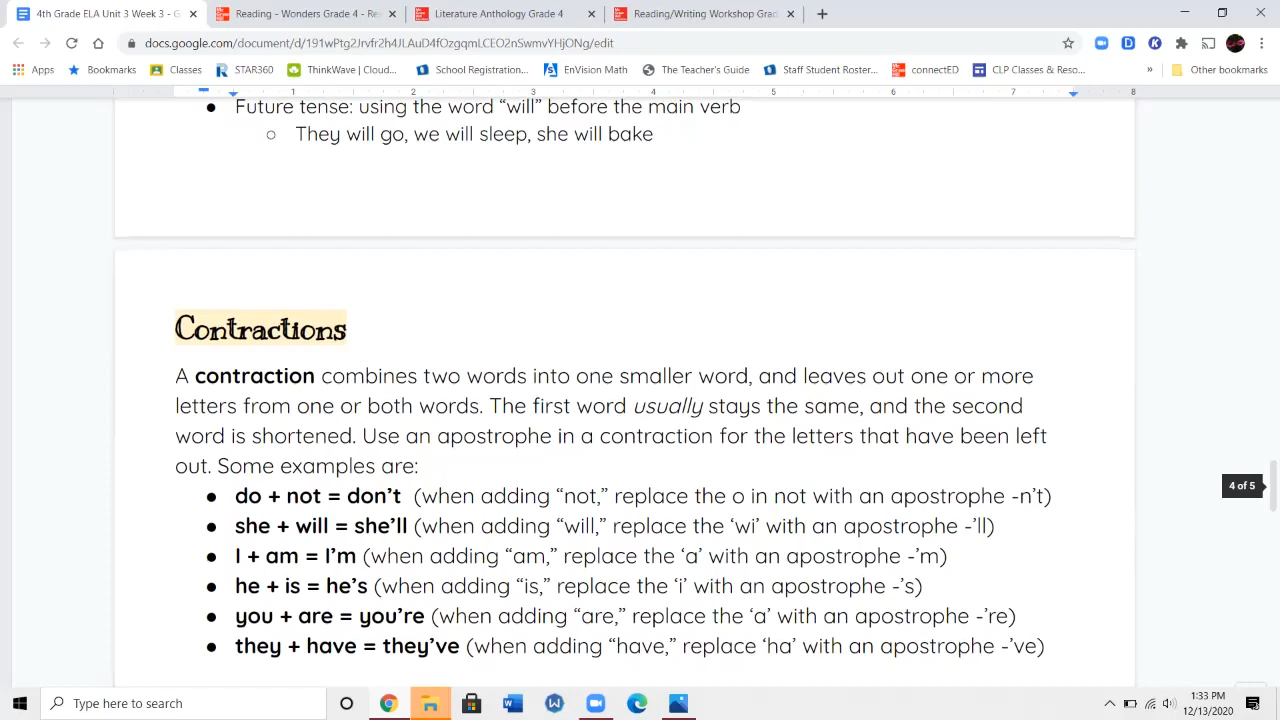 4th Grade ELA Unit 3 Week 3 - G
Reading - Wonders Grade 4 - Re
Literature Anthology Grade 4
Reading/Writing Workshop Grad
docs.google.com/document/d/191wPtg2Jrvfr2h4JLAuD4fOzgqmLCEO2nSwmvYHjONg/edit
Apps
Bookmarks
Classes
STAR360
ThinkWave | Cloud...
School Registration...
EnVision Math
The Teacher's Guide
Staff Student Roster...
connectED
CLP Classes & Reso...
»
Other bookmarks
1 2 3 4 5 6 7 8
● Future tense: using the word “will” before the main verb
○ They will go, we will sleep, she will bake
Contractions
A contraction combines two words into one smaller word, and leaves out one or more
letters from one or both words. The first word usually stays the same, and the second
word is shortened. Use an apostrophe in a contraction for the letters that have been left
out. Some examples are:
● do + not = don’t (when adding “not,” replace the o in not with an apostrophe -n’t)
● she + will = she’ll (when adding “will,” replace the ‘wi’ with an apostrophe -’ll)
● I + am = I’m (when adding “am,” replace the ‘a’ with an apostrophe -’m)
● he + is = he’s (when adding “is,” replace the ‘i’ with an apostrophe -’s)
● you + are = you’re (when adding “are,” replace the ‘a’ with an apostrophe -’re)
● they + have = they’ve (when adding “have,” replace ‘ha’ with an apostrophe -’ve)
4 of 5
Type here to search
1:33 PM
12/13/2020